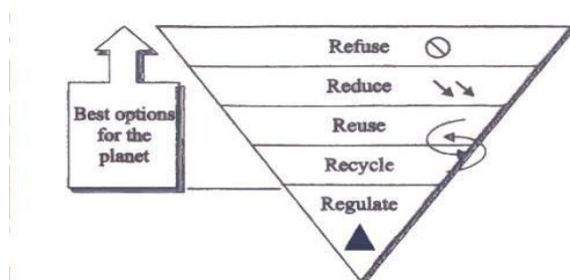 Refuse
Reduce
Best options
for the
planet
Reuse
Recycle
Regulate